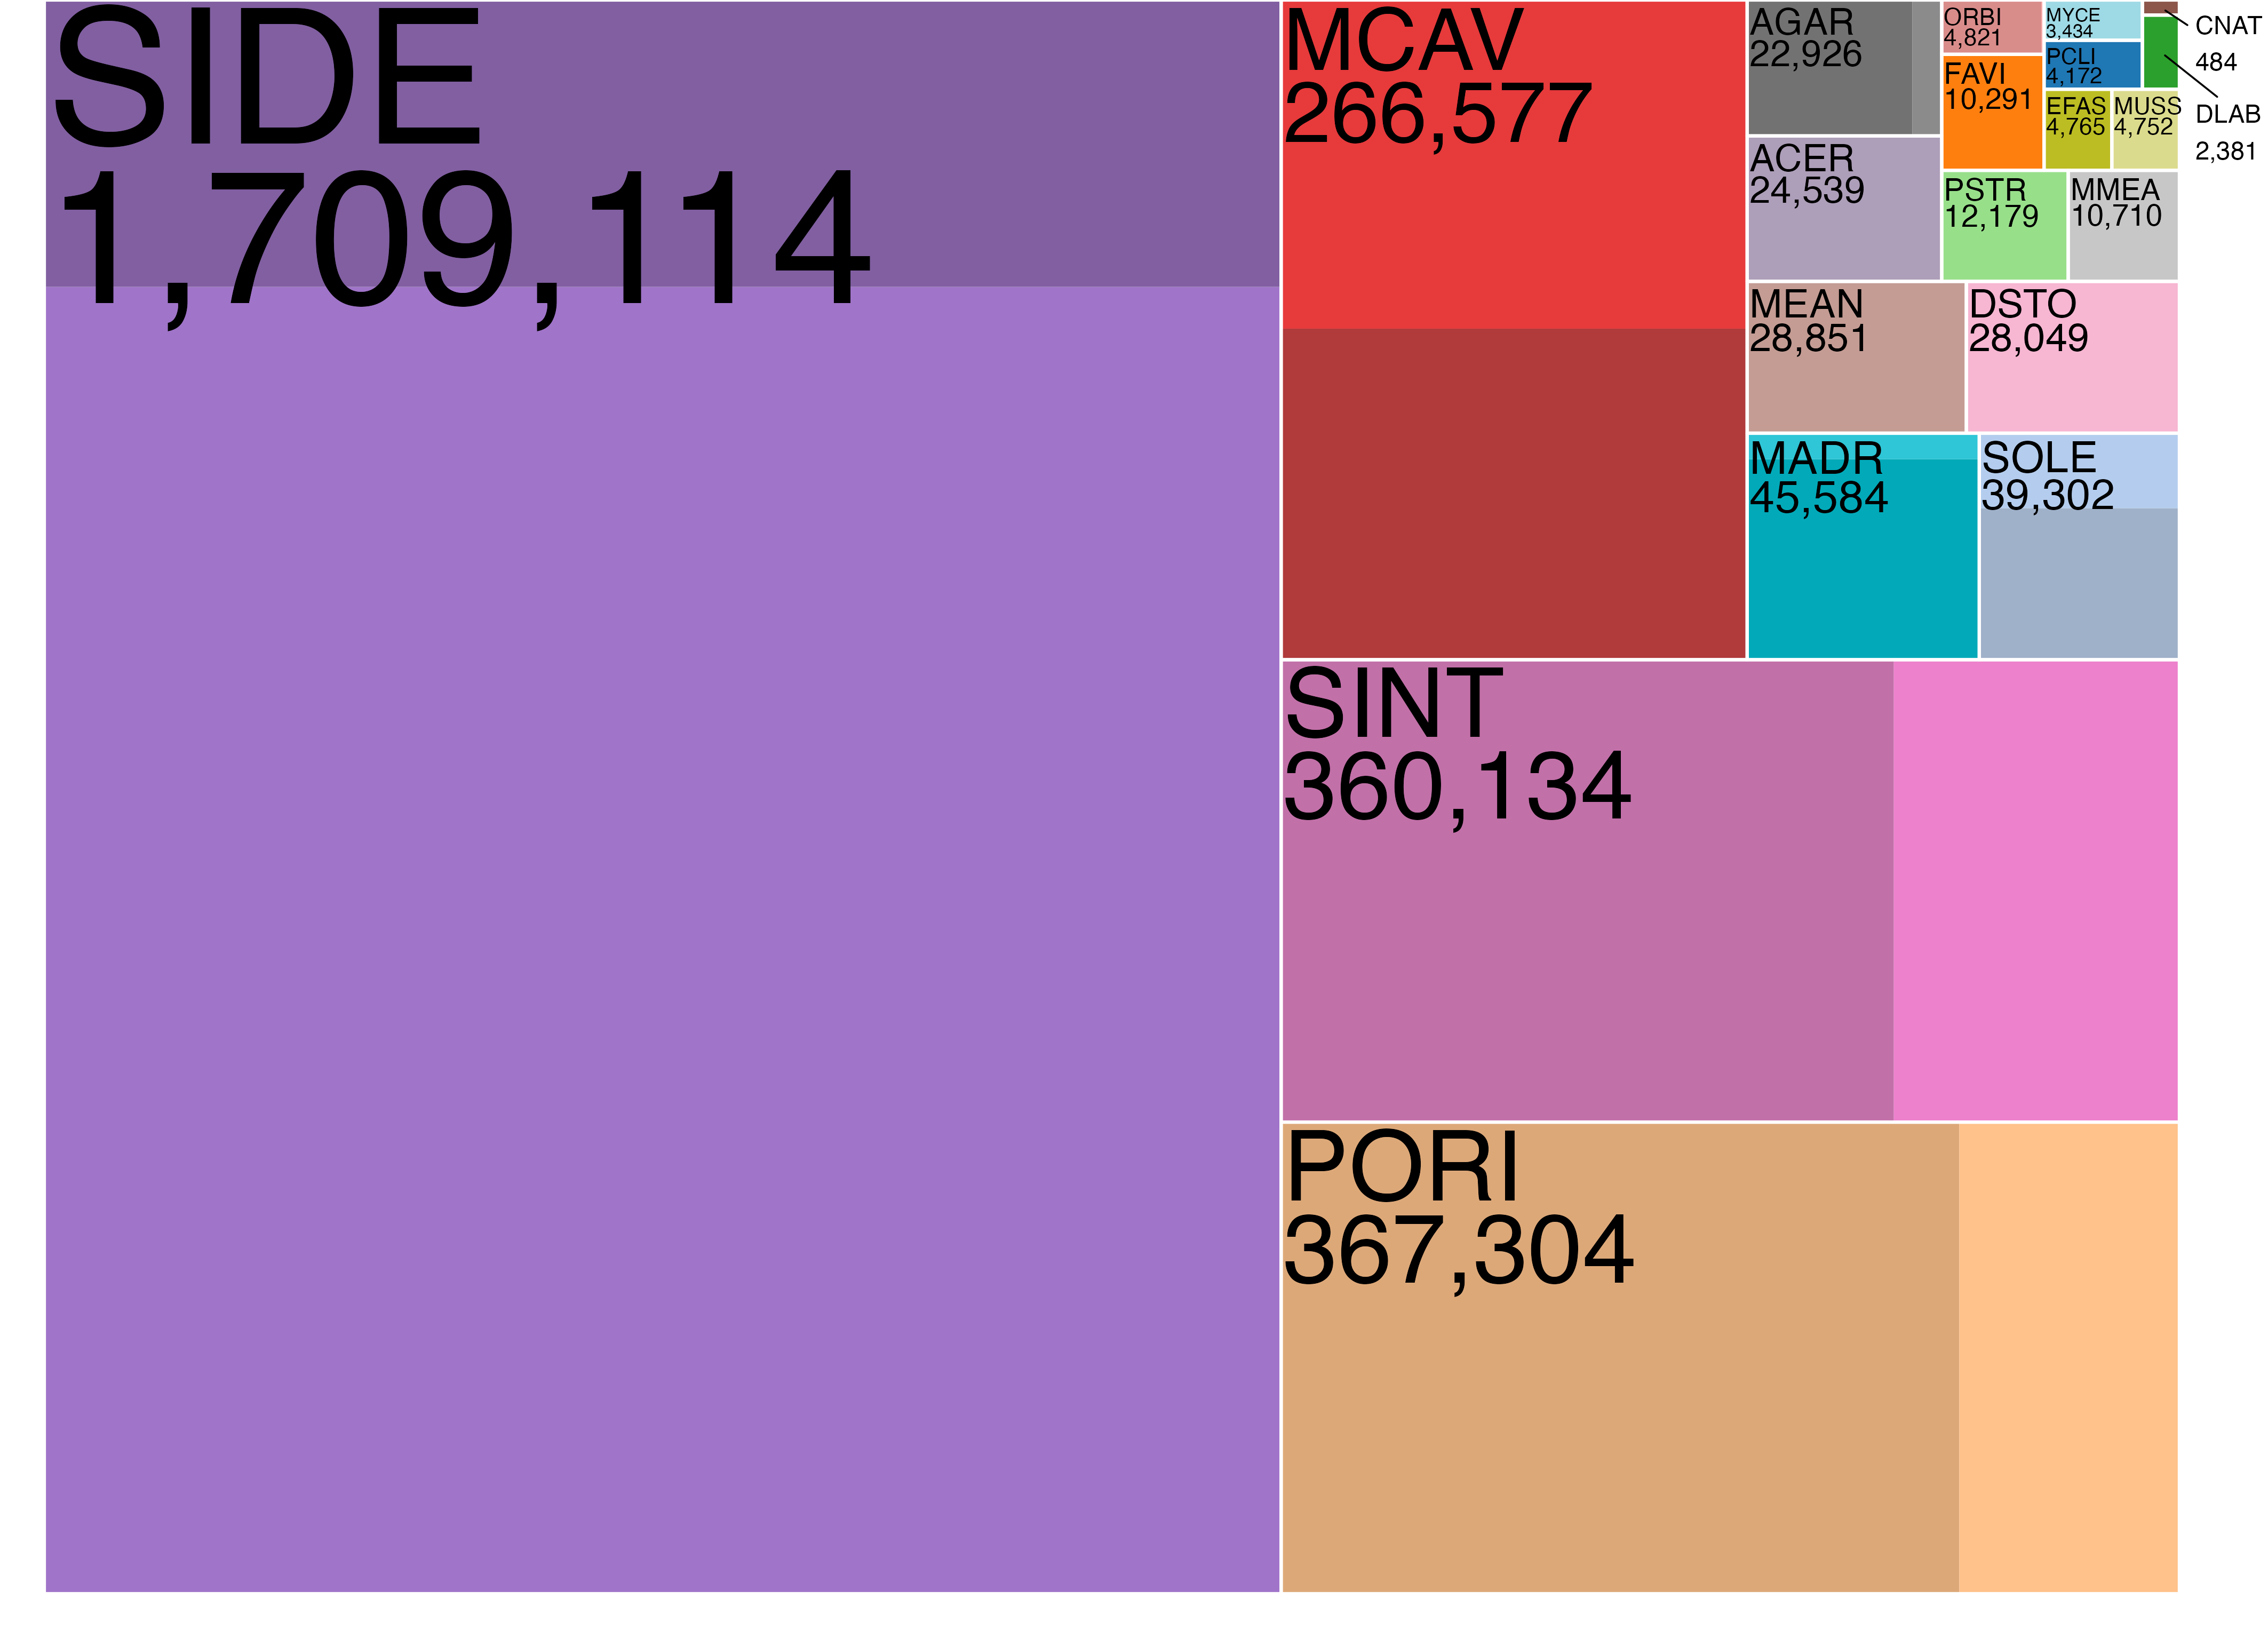 SIDE
1,709,114
MCAV
266,577
AGAR
22,926
ORBI
4,821
MYCE
3,434
CNAT
484
PCLI
4,172
FAVI
10,291
EFAS
4,765
MUSS
4,752
DLAB
2,381
ACER
24,539
PSTR
12,179
MMEA
10,710
MEAN
28,851
DSTO
28,049
MADR
45,584
SOLE
39,302
SINT
360,134
PORI
367,304